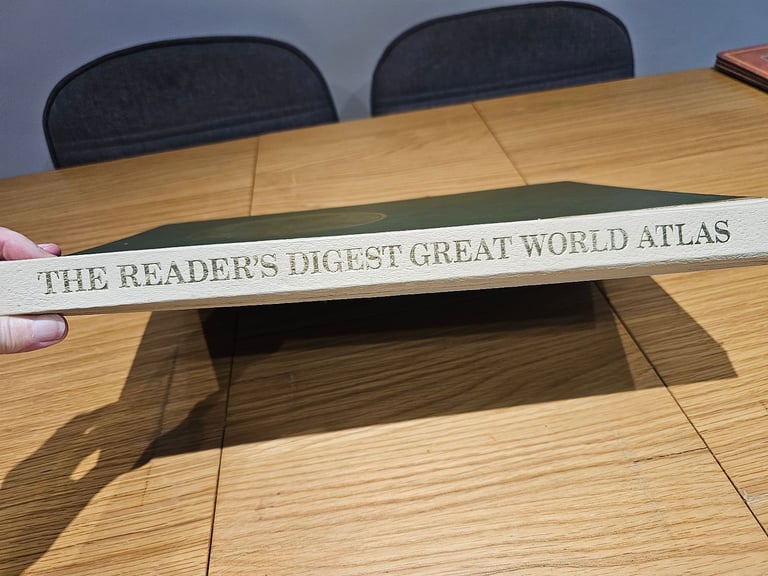 THE READER'S DIGEST GREAT WORLD ATLAS